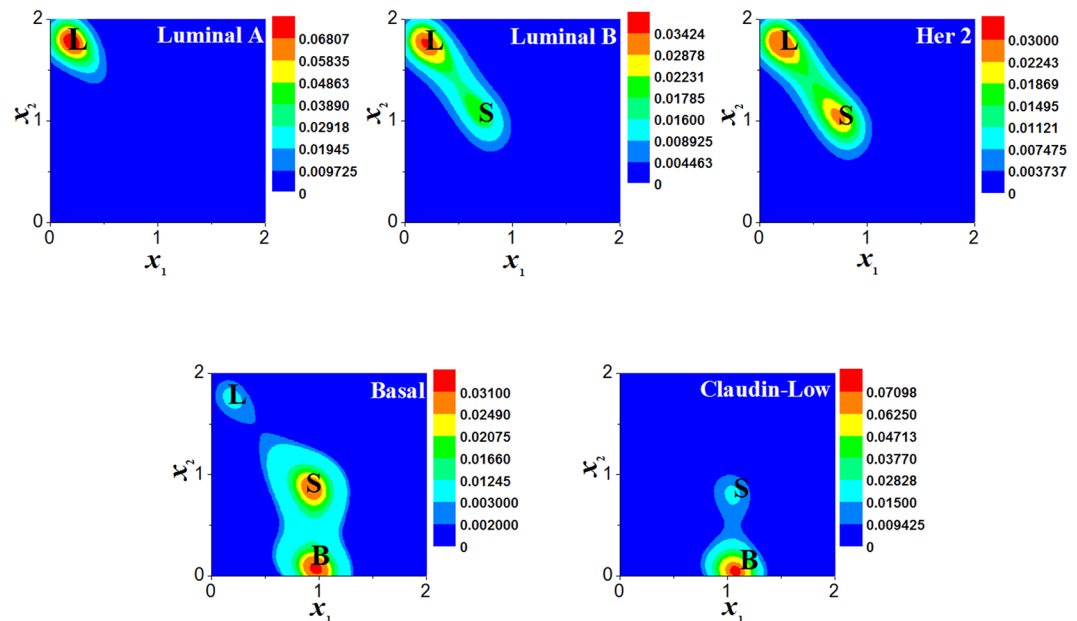 2
L
Luminal A
x2
1
0
0
1
2
x1
0.06807
0.05835
0.04863
0.03890
0.02918
0.01945
0.009725
0
2
L
Luminal B
x2
1
S
0
0
1
2
x1
0.03424
0.02878
0.02231
0.01785
0.01600
0.008925
0.004463
0
2
L
Her 2
x2
1
S
0
0
1
2
x1
0.03000
0.02243
0.01869
0.01495
0.01121
0.007475
0.003737
0
2
L
Basal
x2
1
S
B
0
0
1
2
x1
0.03100
0.02490
0.02075
0.01660
0.01245
0.003000
0.002000
0
2
Claudin-Low
x2
1
S
B
0
0
1
2
x1
0.07098
0.06250
0.04713
0.03770
0.02828
0.01500
0.009425
0